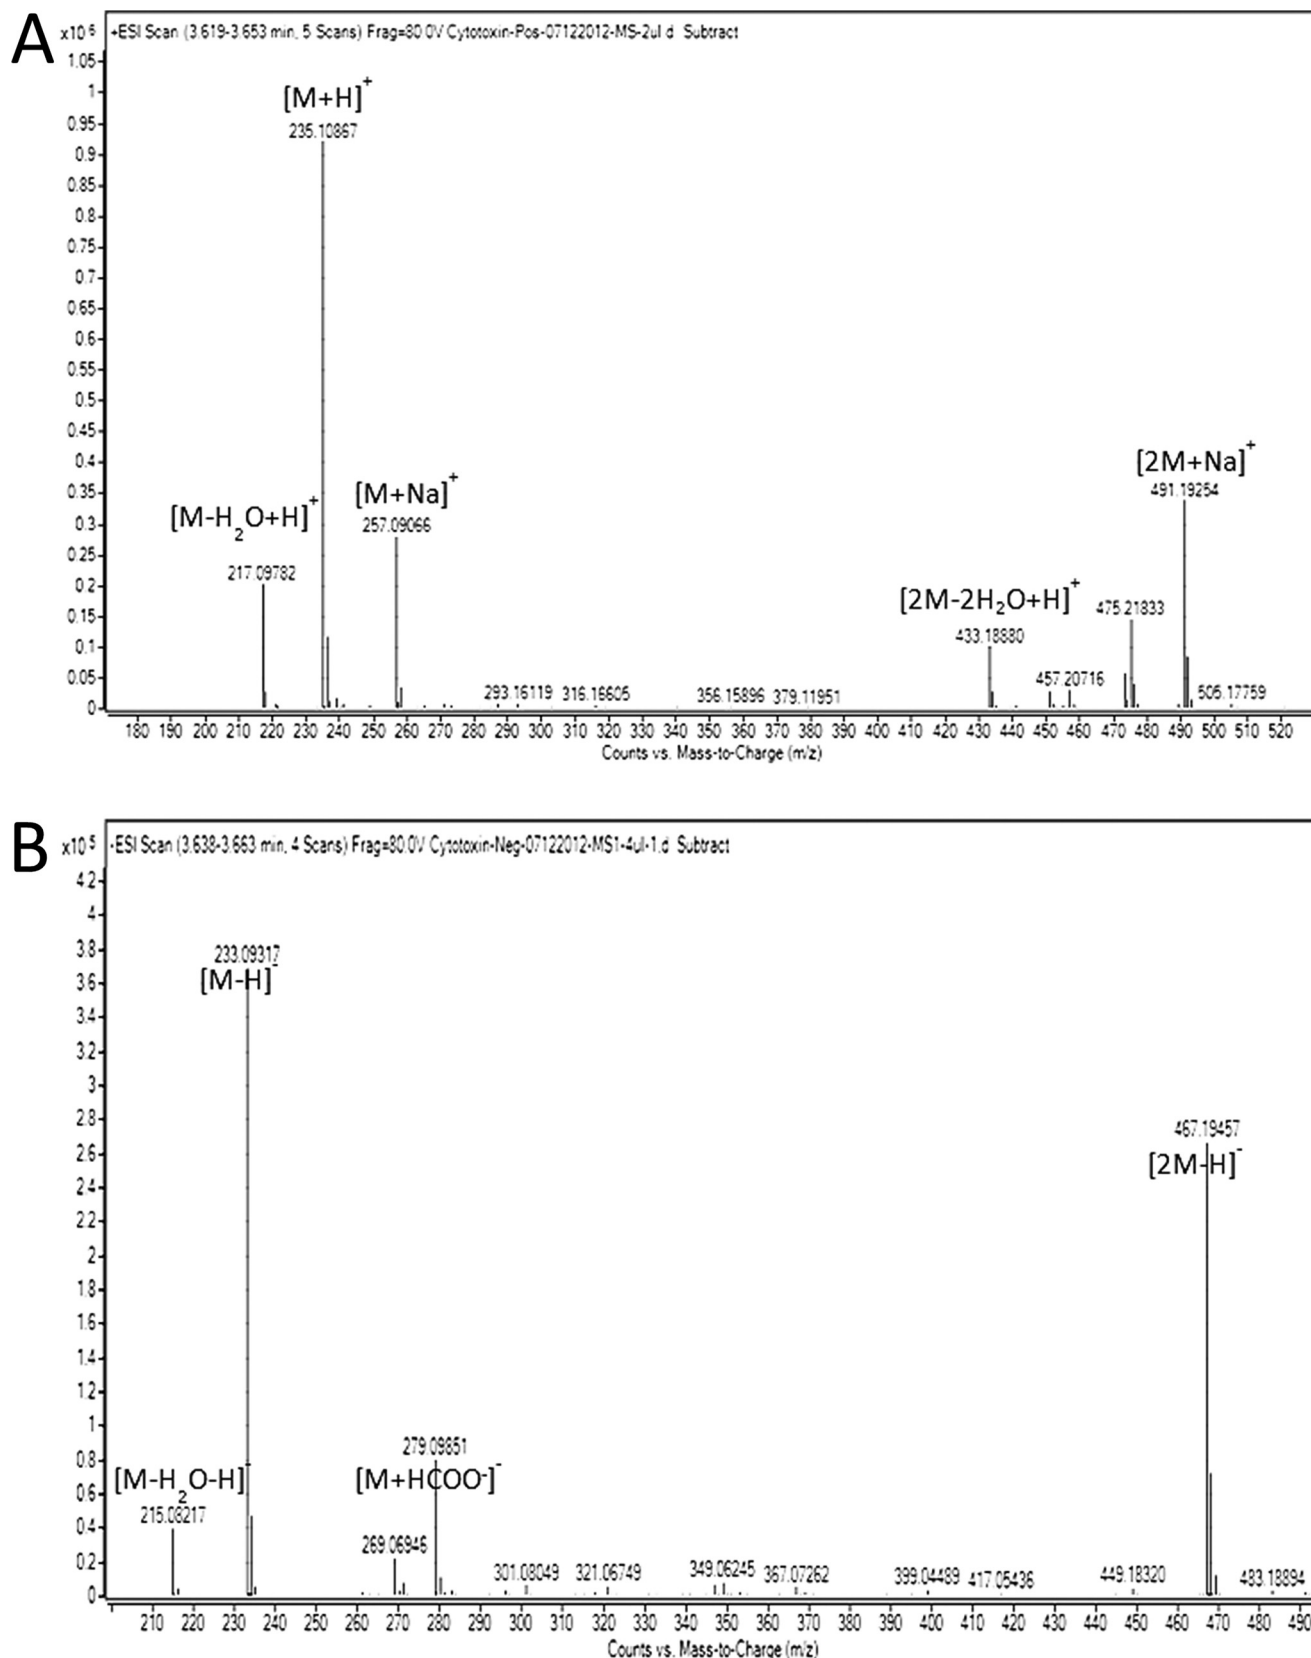 A
x10 6
+ESI Scan (3.619-3.653 min, 5 Scans) Frag=80.0V Cytotoxin-Pos-07122012-MS-2ul.d Subtract
1.05
1
0.95
0.9
0.85
0.8
0.75
0.7
0.65
0.6
0.55
0.5
0.45
0.4
0.35
0.3
0.25
0.2
0.15
0.1
0.05
0
[M+H]+
235.10867
[M-H2O+H]+
217.09782
[M+Na]+
257.09066
293.16119 316.16605 356.15896 379.11951
[2M-2H2O+H]+
433.18880
457.20716
475.21833
[2M+Na]+
491.19254
505.17759
180 190 200 210 220 230 240 250 260 270 280 290 300 310 320 330 340 350 360 370 380 390 400 410 420 430 440 450 460 470 480 490 500 510 520
Counts vs. Mass-to-Charge (m/z)
B
x10 5
-ESI Scan (3.638-3.663 min, 4 Scans) Frag=80.0V Cytotoxin-Neg-07122012-MS1-4ul-1.d Subtract
4.2
4
3.8
3.6
3.4
3.2
3
2.8
2.6
2.4
2.2
2
1.8
1.6
1.4
1.2
1
0.8
0.6
0.4
0.2
0
233.09317
[M-H]-
467.19457
[2M-H]-
[M-H2O-H]-
215.08217
279.09851
[M+HCOO-]-
269.06946
301.08049 321.06749 349.06245 367.07262 399.04489 417.05436 449.18320 483.18894
210 220 230 240 250 260 270 280 290 300 310 320 330 340 350 360 370 380 390 400 410 420 430 440 450 460 470 480 490
Counts vs. Mass-to-Charge (m/z)